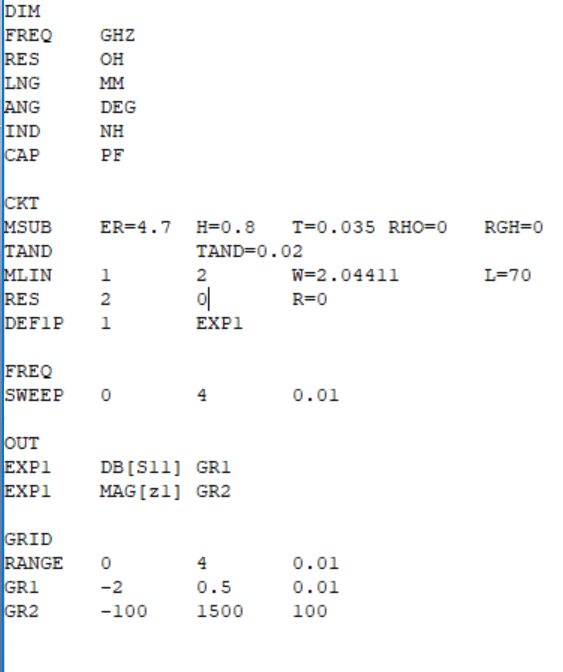 DIM
FREQ GHZ
RES OH
LNG MM
ANG DEG
IND NH
CAP PF
CKT
MSUB ER=4.7 H=0.8 T=0.035 RHO=0 RGH=0
TAND TAND=0.02
MLIN 1 2 W=2.04411 L=70
RES 2 0 R=0
DEF1P 1 EXP1
FREQ
SWEEP 0 4 0.01
OUT
EXP1 DB[S11] GR1
EXP1 MAG[z1] GR2
GRID
RANGE 0 4 0.01
GR1 -2 0.5 0.01
GR2 -100 1500 100